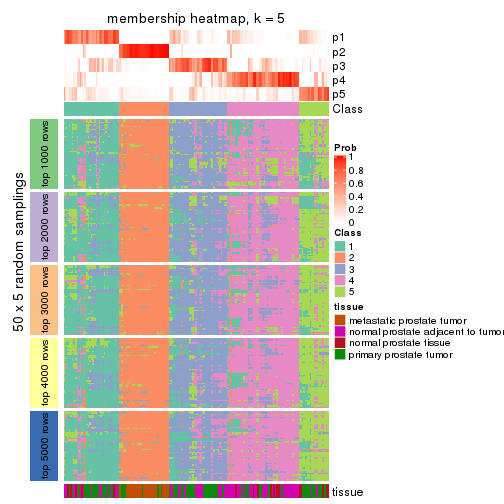 membership heatmap, k = 5
p1
p2
p3
p4
p5
Class
50 x 5 random samplings
top 1000 rows
top 2000 rows
top 3000 rows
top 4000 rows
top 5000 rows
Prob
1
0.8
0.6
0.4
0.2
0
Class
1
2
3
4
5
tissue
metastatic prostate tumor
normal prostate adjacent to tumor
normal prostate tissue
primary prostate tumor
tissue